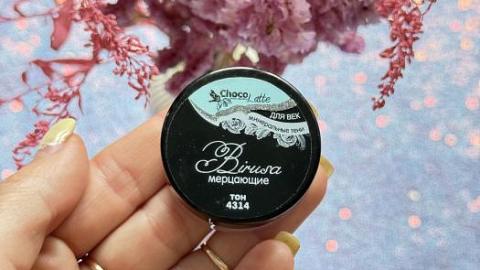 Choco
Latte
ДЛЯ ВЕК
минеральные тени
Birusa
мерцающие
ТОН
4314